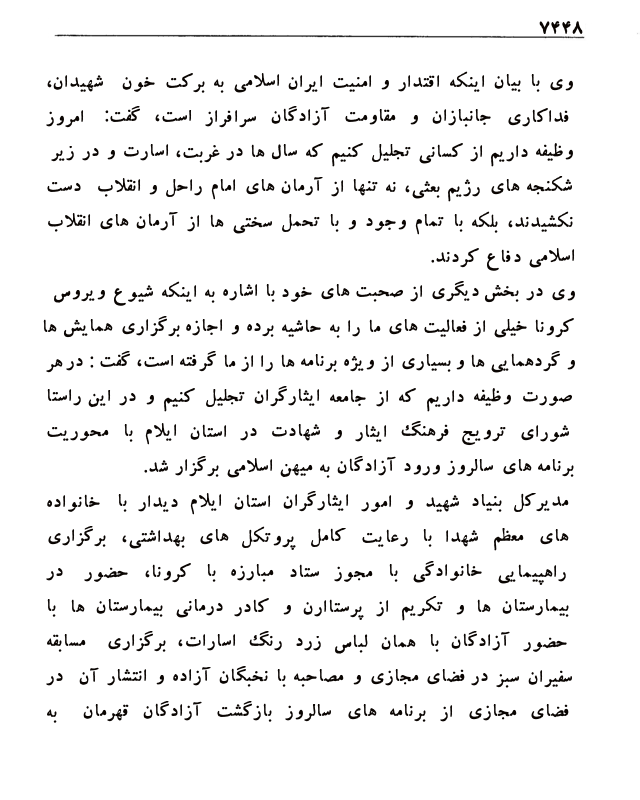 ۷۴۴۸
وی با بیان اینکه اقتدار و امنیت ایران اسلامی به برکت خون شهیدان،
فداکاری جانبازان و مقاومت آزادگان سرافراز است، گفت: امروز
وظیفه داریم از کسانی تجلیل کنیم که سال ها در غربت، اسارت و در زیر
شکنجه های رژیم بعثی، نه تنها از آرمان های امام راحل و انقلاب دست
نکشیدند، بلکه با تمام وجود و با تحمل سختی ها از آرمان های انقلاب
اسلامی دفاع کردند.
وی در بخش دیگری از صحبت های خود با اشاره به اینکه شیوع ویروس
کرونا خیلی از فعالیت های ما را به حاشیه برده و اجازه برگزاری همایش ها
و گردهمایی ها و بسیاری از ویژه برنامه ها را از ما گرفته است، گفت : در هر
صورت وظیفه داریم که از جامعه ایثارگران تجلیل کنیم و در این راستا
شورای ترویج فرهنگ ایثار و شهادت در استان ایلام با محوریت
برنامه های سالروز ورود آزادگان به میهن اسلامی برگزار شد.
مدیرکل بنیاد شهید و امور ایثارگران استان ایلام دیدار با خانواده
های معظم شهدا با رعایت کامل پروتکل های بهداشتی، برگزاری
راهپیمایی خانوادگی با مجوز ستاد مبارزه با کرونا، حضور در
بیمارستان ها و تکریم از پرستاارن و کادر درمانی بیمارستان ها با
حضور آزادگان با همان لباس زرد رنگ اسارات، برگزاری مسابقه
سفیران سبز در فضای مجازی و مصاحبه با نخبگان آزاده و انتشار آن در
فضای مجازی از برنامه های سالروز بازگشت آزادگان قهرمان به